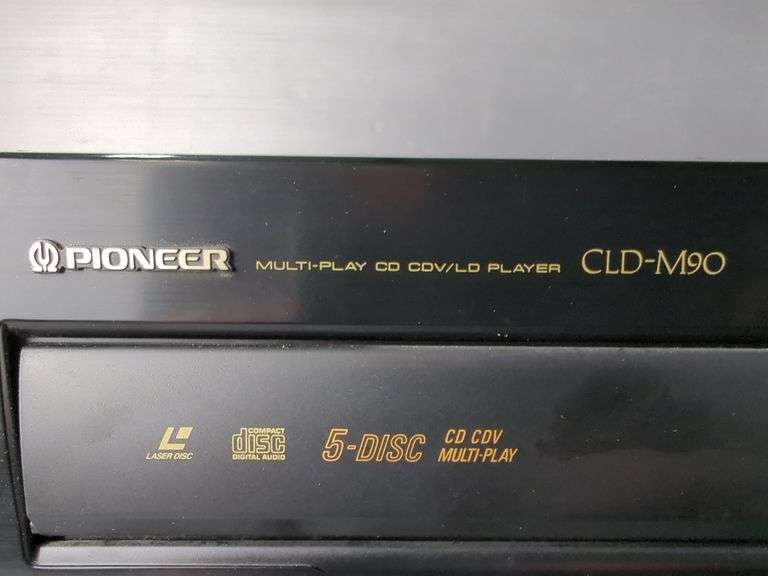 PIONEER MULTI-PLAY CD CDV/LD PLAYER CLD-M90
LASER DISC
COMPACT
disc
DIGITAL AUDIO
5-DISC
CD CDV
MULTI-PLAY